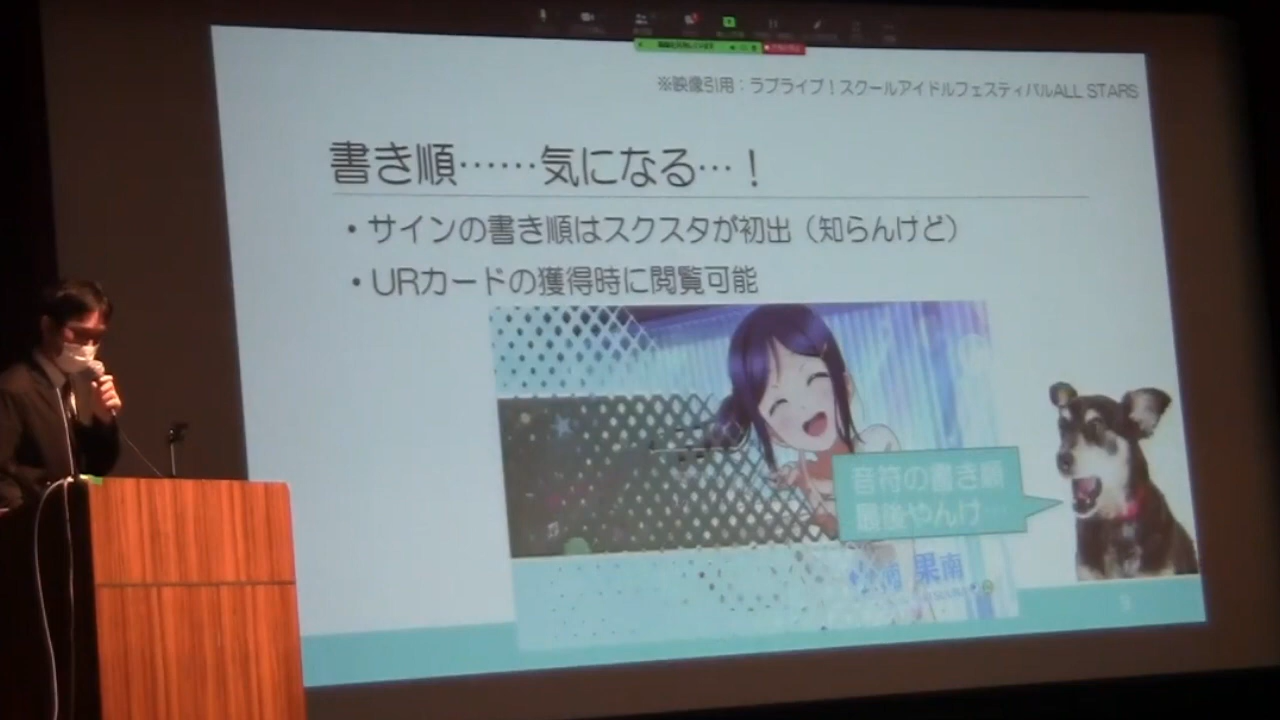 ※映像引用：ラブライブ！スクールアイドルフェスティバルALL STARS
書き順……気になる…！
・サインの書き順はスクスタが初出（知らんけど）
・URカードの獲得時に閲覧可能
音符の書き順
最後やんけ…
果南